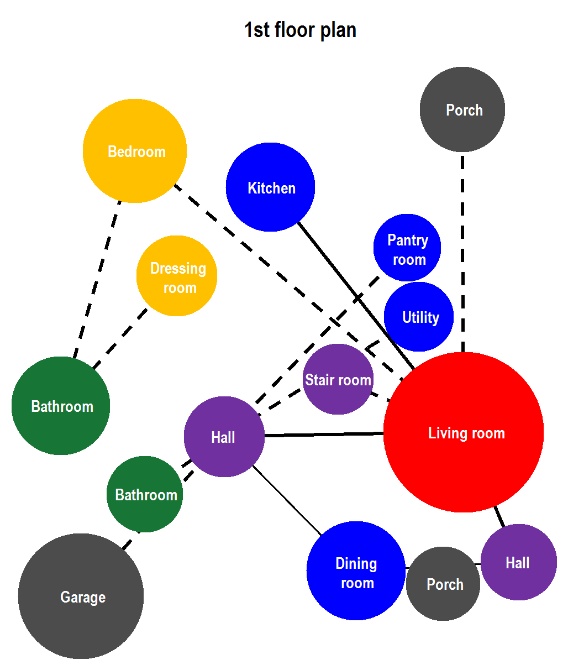 1st floor plan
Porch
Bedroom
Kitchen
Pantry
room
Dressing
room
Utility
Stair room
Bathroom
Hall
Living room
Bathroom
Dining
room
Hall
Porch
Garage